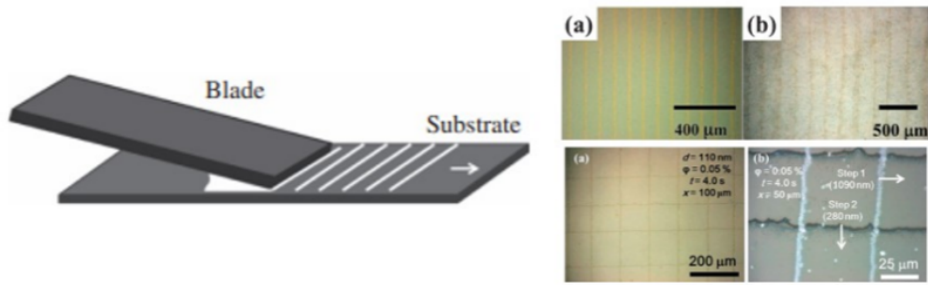 Blade
Substrate
(a)
400 μm
(b)
500 μm
(a)
d = 110 nm
φ = 0.05 %
t = 4.0 s
x = 100 μm
200 μm
(b)
φ = 0.05 %
t = 4.0 s
x = 50 μm
Step 1
(1090 nm)
Step 2
(280 nm)
25 μm